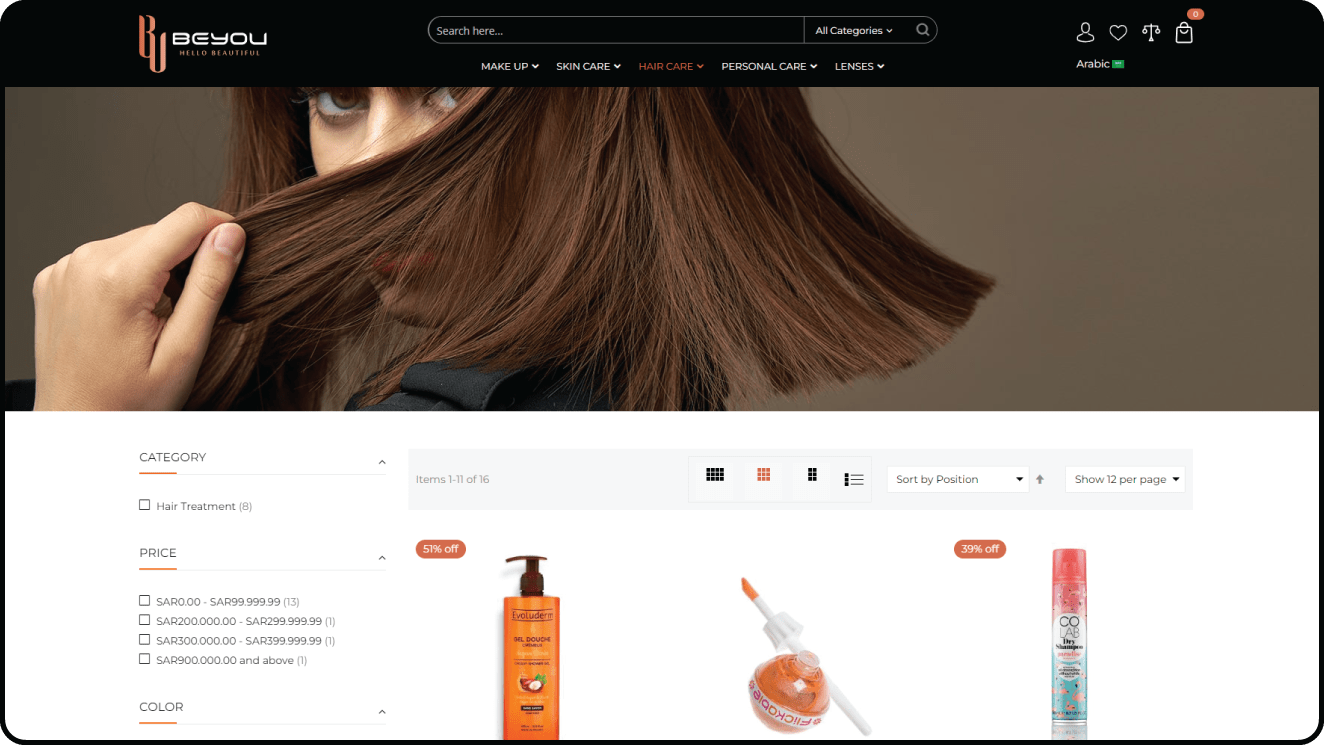 BEYOU
HELLO BEAUTIFUL
Search here...
All Categories
0
MAKE UP
SKIN CARE
HAIR CARE
PERSONAL CARE
LENSES
Arabic
CATEGORY
Hair Treatment (8)
PRICE
SAR0.00 - SAR99.999.99 (13)
SAR200.000.00 - SAR299.999.99 (1)
SAR300.000.00 - SAR399.999.99 (1)
SAR900.000.00 and above (1)
COLOR
Items 1-11 of 16
Sort by Position
Show 12 per page
51% off
Evoluderm
GEL DOUCHE
Flickable
39% off
CO
LAB
Dry
Shampoo
paradise